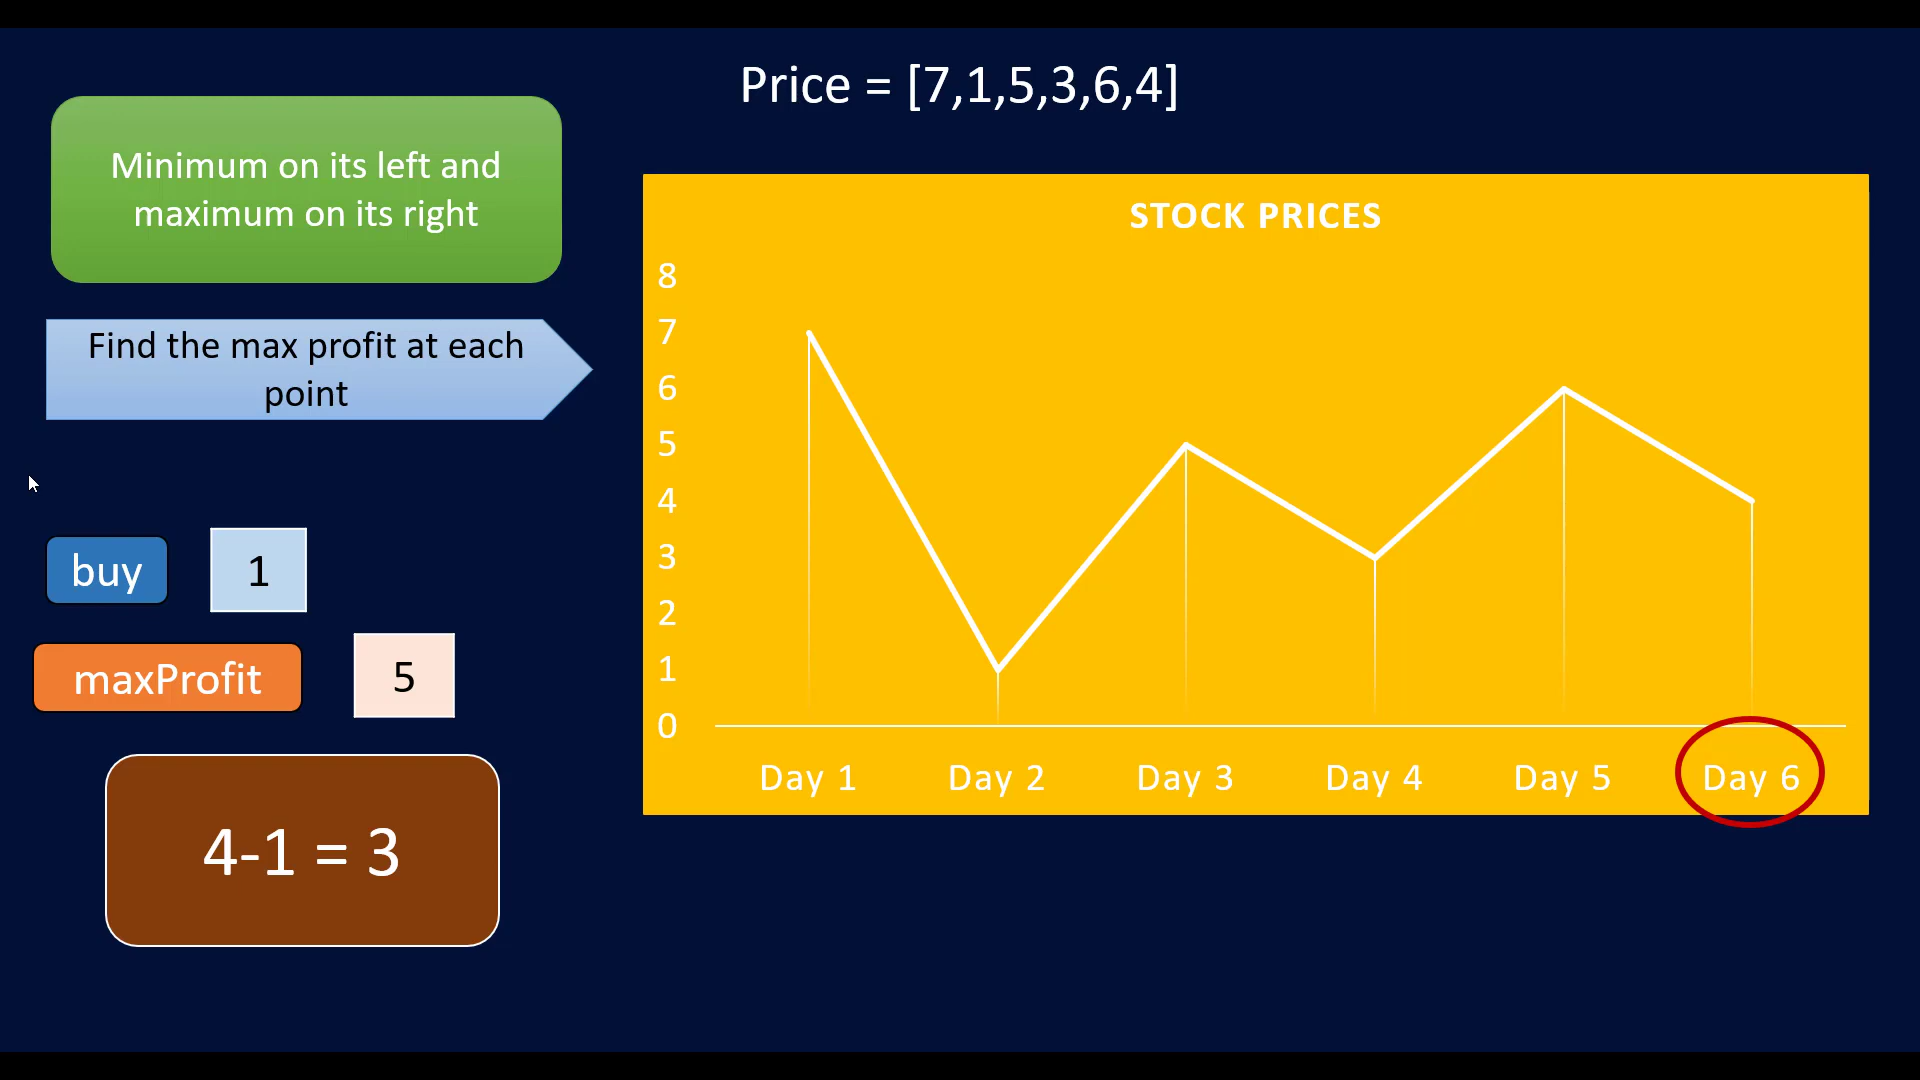 Price = [7,1,5,3,6,4]
Minimum on its left and
maximum on its right
Find the max profit at each
point
buy
1
maxProfit
5
4-1 = 3
STOCK PRICES
8
7
6
5
4
3
2
1
0
Day 1
Day 2
Day 3
Day 4
Day 5
Day 6